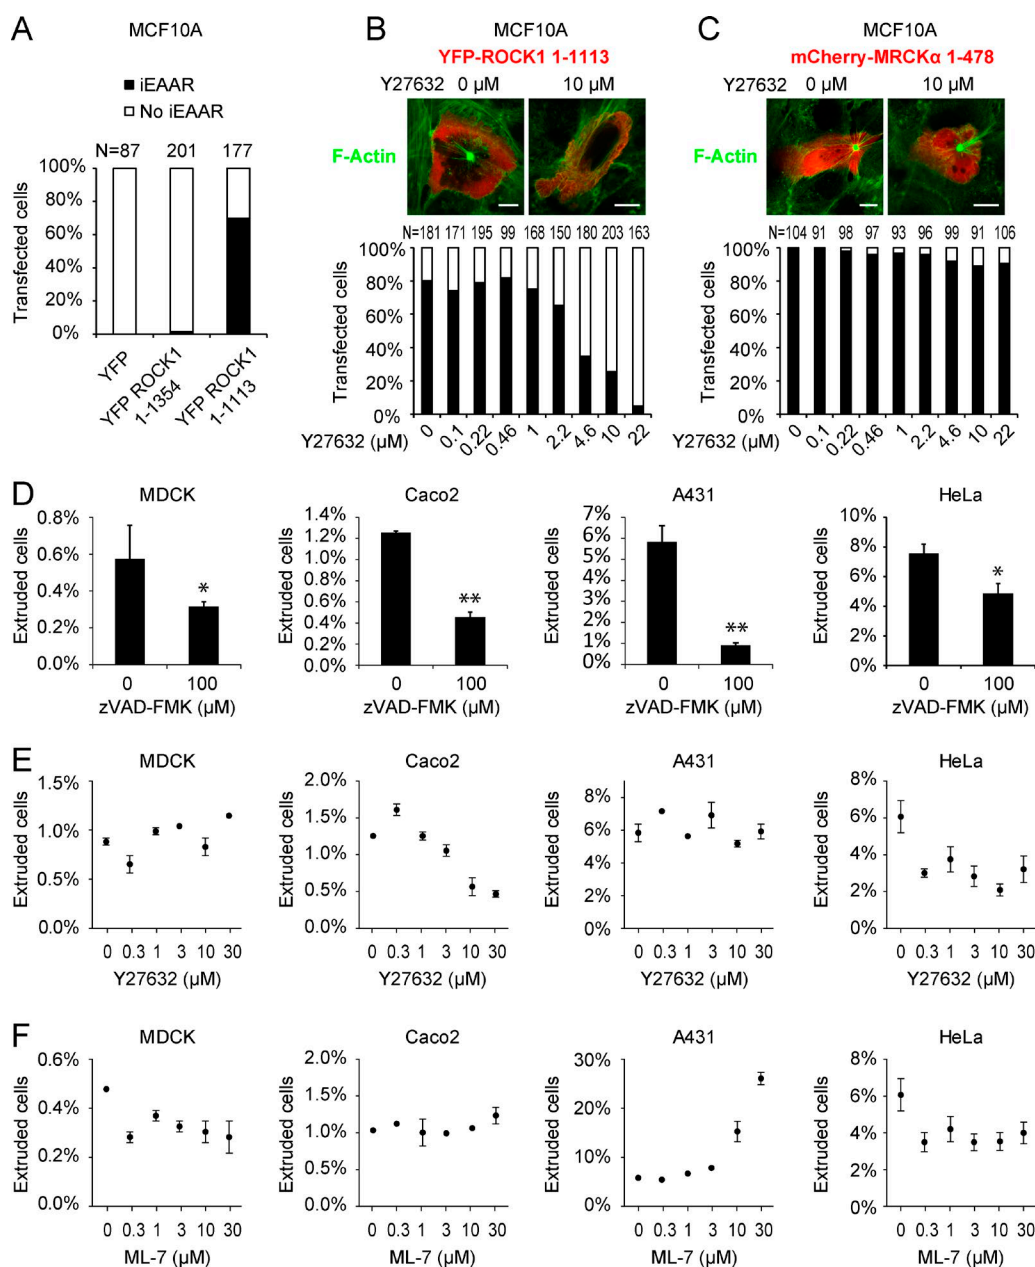 A
MCF10A
iEAAR
No iEAAR
N=87 201 177
100%
80%
60%
40%
20%
0%
Transfected cells
YFP
YFP ROCK1
1-1354
YFP ROCK1
1-1113
B
MCF10A
YFP-ROCK1 1-1113
Y27632 0 µM 10 µM
F-Actin
N=181 171 195 99 168 150 180 203 163
100%
80%
60%
40%
20%
0%
Transfected cells
0 0.1 0.22 0.46 1 2.2 4.6 10 22
Y27632 (µM)
C
MCF10A
mCherry-MRCKα 1-478
Y27632 0 µM 10 µM
F-Actin
N=104 91 98 97 93 96 99 91 106
100%
80%
60%
40%
20%
0%
Transfected cells
0 0.1 0.22 0.46 1 2.2 4.6 10 22
Y27632 (µM)
D
MDCK
0.8%
0.6%
0.4%
0.2%
0.0%
Extruded cells
*
0 100
zVAD-FMK (µM)
Caco2
1.4%
1.2%
1.0%
0.8%
0.6%
0.4%
0.2%
0.0%
Extruded cells
**
0 100
zVAD-FMK (µM)
A431
7%
6%
5%
4%
3%
2%
1%
0%
Extruded cells
**
0 100
zVAD-FMK (µM)
HeLa
10%
8%
6%
4%
2%
0%
Extruded cells
*
0 100
zVAD-FMK (µM)
E
MDCK
1.5%
1.0%
0.5%
0.0%
Extruded cells
0 0.3 1 3 10 30
Y27632 (µM)
Caco2
2.0%
1.5%
1.0%
0.5%
0.0%
Extruded cells
0 0.3 1 3 10 30
Y27632 (µM)
A431
8%
6%
4%
2%
0%
Extruded cells
0 0.3 1 3 10 30
Y27632 (µM)
HeLa
8%
6%
4%
2%
0%
Extruded cells
0 0.3 1 3 10 30
Y27632 (µM)
F
MDCK
0.6%
0.4%
0.2%
0.0%
Extruded cells
0 0.3 1 3 10 30
ML-7 (µM)
Caco2
2.0%
1.5%
1.0%
0.5%
0.0%
Extruded cells
0 0.3 1 3 10 30
ML-7 (µM)
A431
30%
20%
10%
0%
Extruded cells
0 0.3 1 3 10 30
ML-7 (µM)
HeLa
8%
6%
4%
2%
0%
Extruded cells
0 0.3 1 3 10 30
ML-7 (µM)